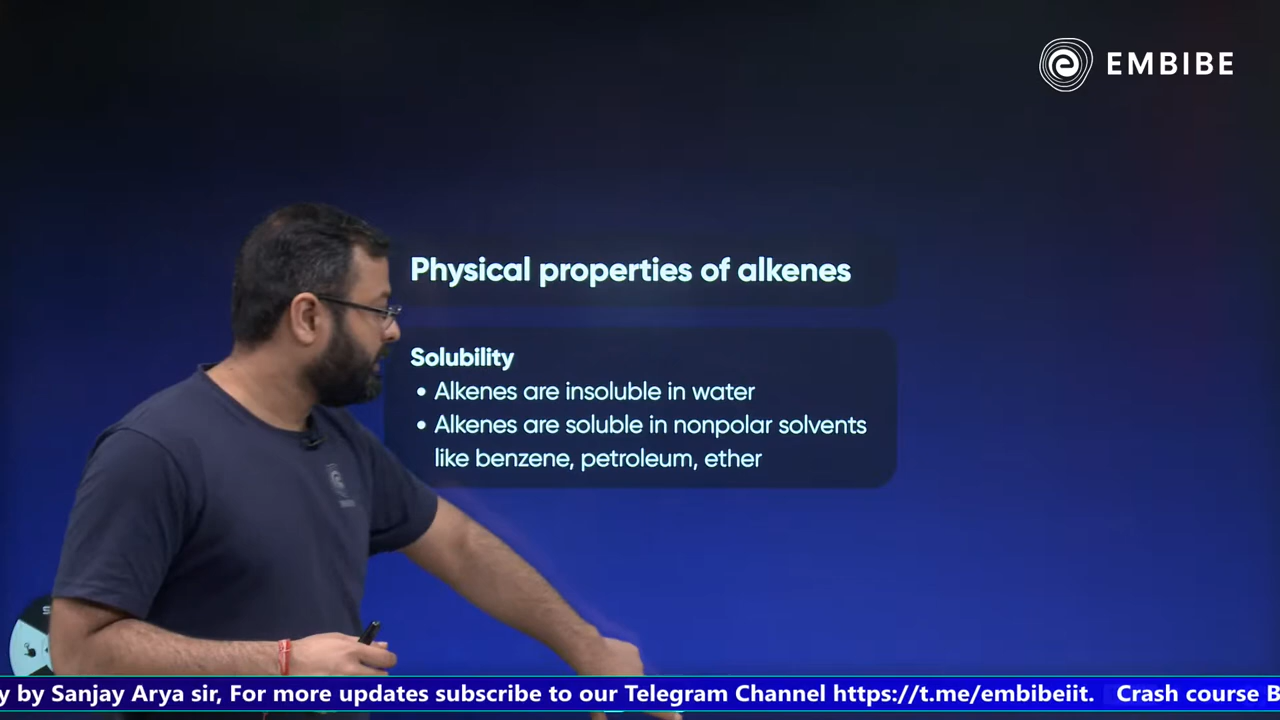 EMBIBE
Physical properties of alkenes
Solubility
• Alkenes are insoluble in water
• Alkenes are soluble in nonpolar solvents
like benzene, petroleum, ether
y by Sanjay Arya sir, For more updates subscribe to our Telegram Channel https://t.me/embibeiit. Crash course B